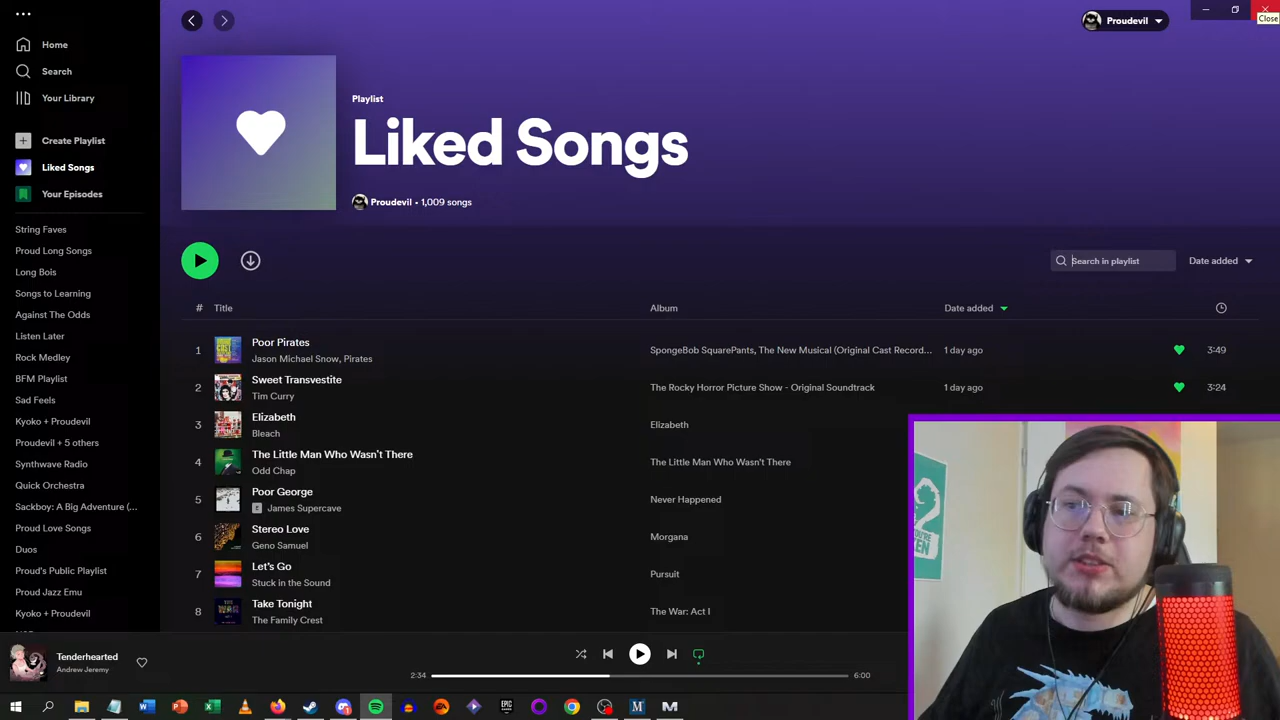 Proudevil
Close
Home
Search
Your Library
Create Playlist
Liked Songs
Your Episodes
String Faves
Proud Long Songs
Long Bois
Songs to Learning
Against The Odds
Listen Later
Rock Medley
BFM Playlist
Sad Feels
Kyoko + Proudevil
Proudevil + 5 others
Synthwave Radio
Quick Orchestra
Sackboy: A Big Adventure (...
Proud Love Songs
Duos
Proud's Public Playlist
Proud Jazz Emu
Kyoko + Proudevil
Playlist
Liked Songs
Proudevil • 1,009 songs
Search in playlist
Date added
# Title Album Date added
1 Poor Pirates SpongeBob SquarePants, The New Musical (Original Cast Record... 1 day ago 3:49
Jason Michael Snow, Pirates
2 Sweet Transvestite The Rocky Horror Picture Show - Original Soundtrack 1 day ago 3:24
Tim Curry
3 Elizabeth Elizabeth
Bleach
4 The Little Man Who Wasn't There The Little Man Who Wasn't There
Odd Chap
5 Poor George Never Happened
E James Supercave
6 Stereo Love Morgana
Geno Samuel
7 Let's Go Pursuit
Stuck in the Sound
8 Take Tonight The War: Act I
The Family Crest
Tenderhearted
Andrew Jeremy
2:34 6:00